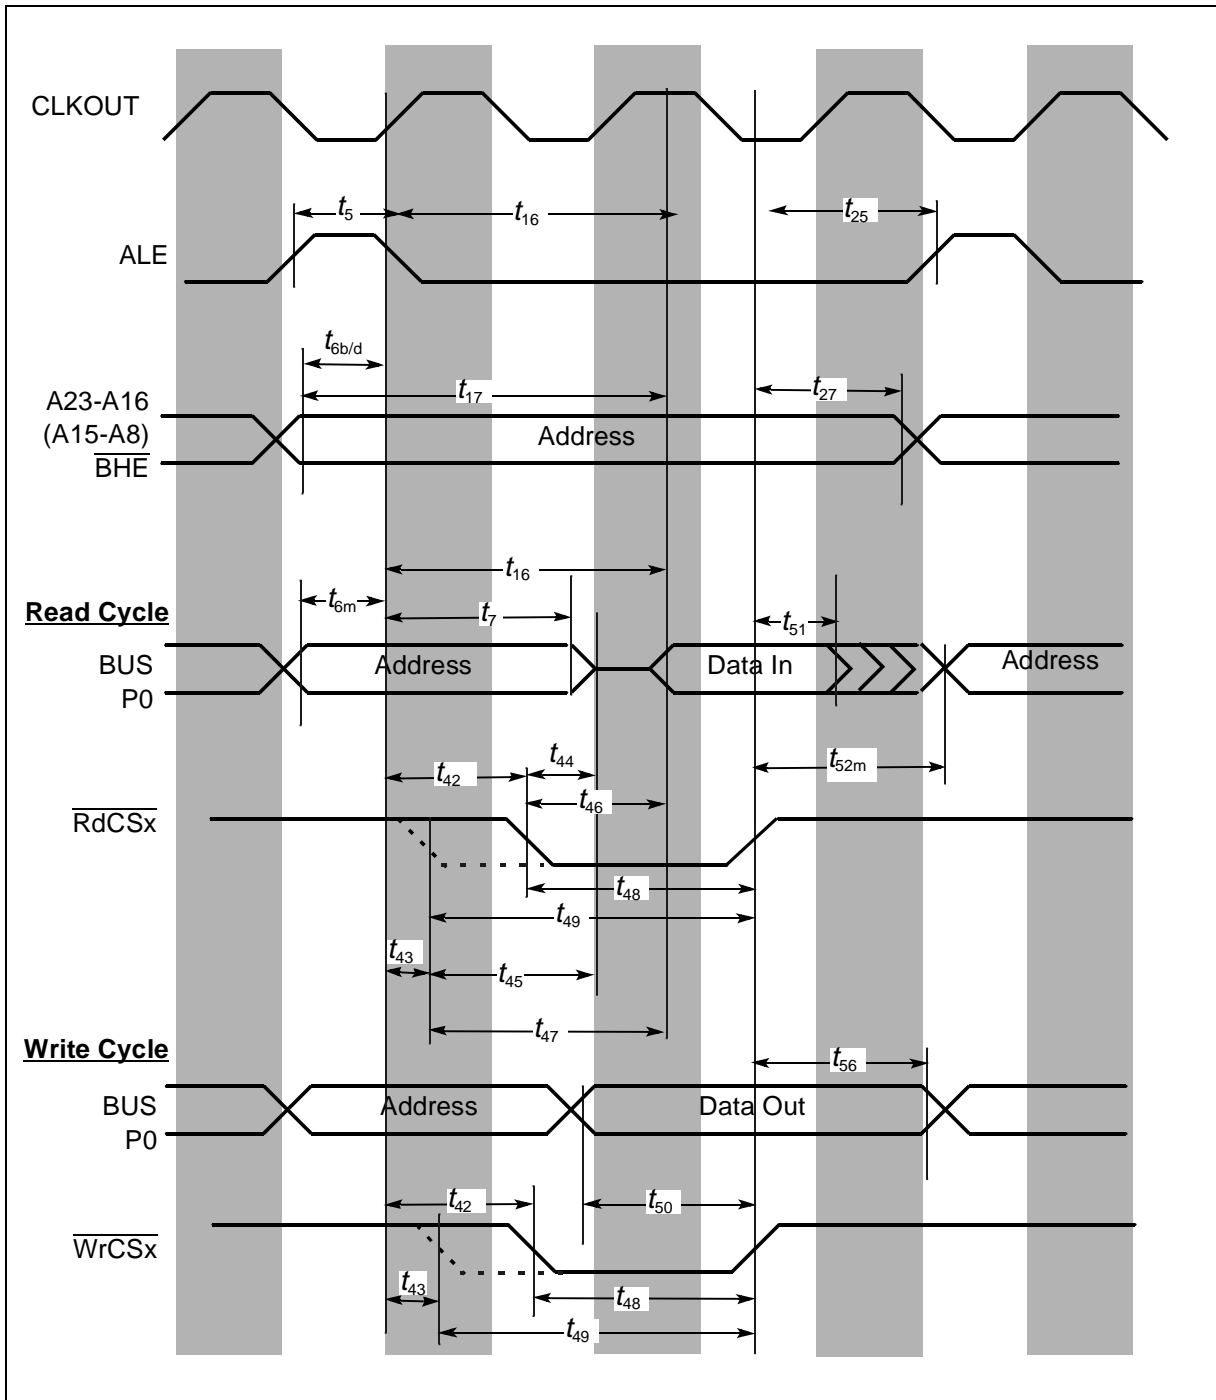 CLKOUT
t5 t16 t25
ALE
t6b/d
t17 t27
A23-A16
(A15-A8) Address
BHE
t16
t6m t7 t51
Read Cycle
BUS Address Data In Address
P0
t44
t42 t52m
t46
RdCSx
t48
t49
t43
t45
t47
Write Cycle
t56
BUS Address Data Out
P0
t42 t50
WrCSx
t43 t48
t49